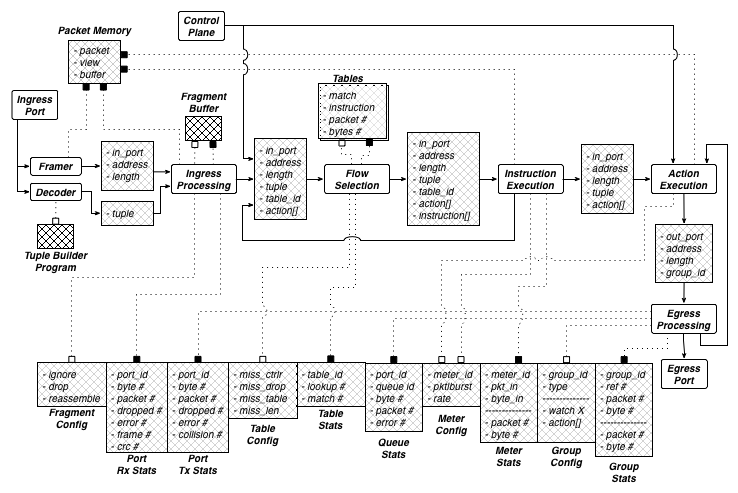 Control
Plane
Packet Memory
- packet
- view
- buffer
Ingress
Port
Fragment
Buffer
Tables
- match
- instruction
- packet #
- bytes #
Framer
Decoder
- in_port
- address
- length
- tuple
Tuple Builder
Program
Ingress
Processing
- in_port
- address
- length
- tuple
- table_id
- action[]
Flow
Selection
- in_port
- address
- length
- tuple
- table_id
- action[]
- instruction[]
Instruction
Execution
- in_port
- address
- length
- tuple
- action[]
Action
Execution
- out_port
- address
- length
- group_id
Egress
Processing
Egress
Port
- ignore
- drop
- reassemble
Fragment
Config
- port_id
- byte #
- packet #
- dropped #
- error #
- frame #
- crc #
Port
Rx Stats
- port_id
- byte #
- packet #
- dropped #
- error #
- collision #
Port
Tx Stats
- miss_ctrlr
- miss_drop
- miss_table
- miss_len
Table
Config
- table_id
- lookup #
- match #
Table
Stats
- port_id
- queue id
- byte #
- packet #
- error #
Queue
Stats
- meter_id
- pkt/burst
- rate
Meter
Config
- meter_id
- pkt_in
- byte_in
------------
- packet #
- byte #
Meter
Stats
- group_id
- type
------------
- watch X
- action[]
Group
Config
- group_id
- ref #
- packet #
- byte #
------------
- packet #
- byte #
Group
Stats